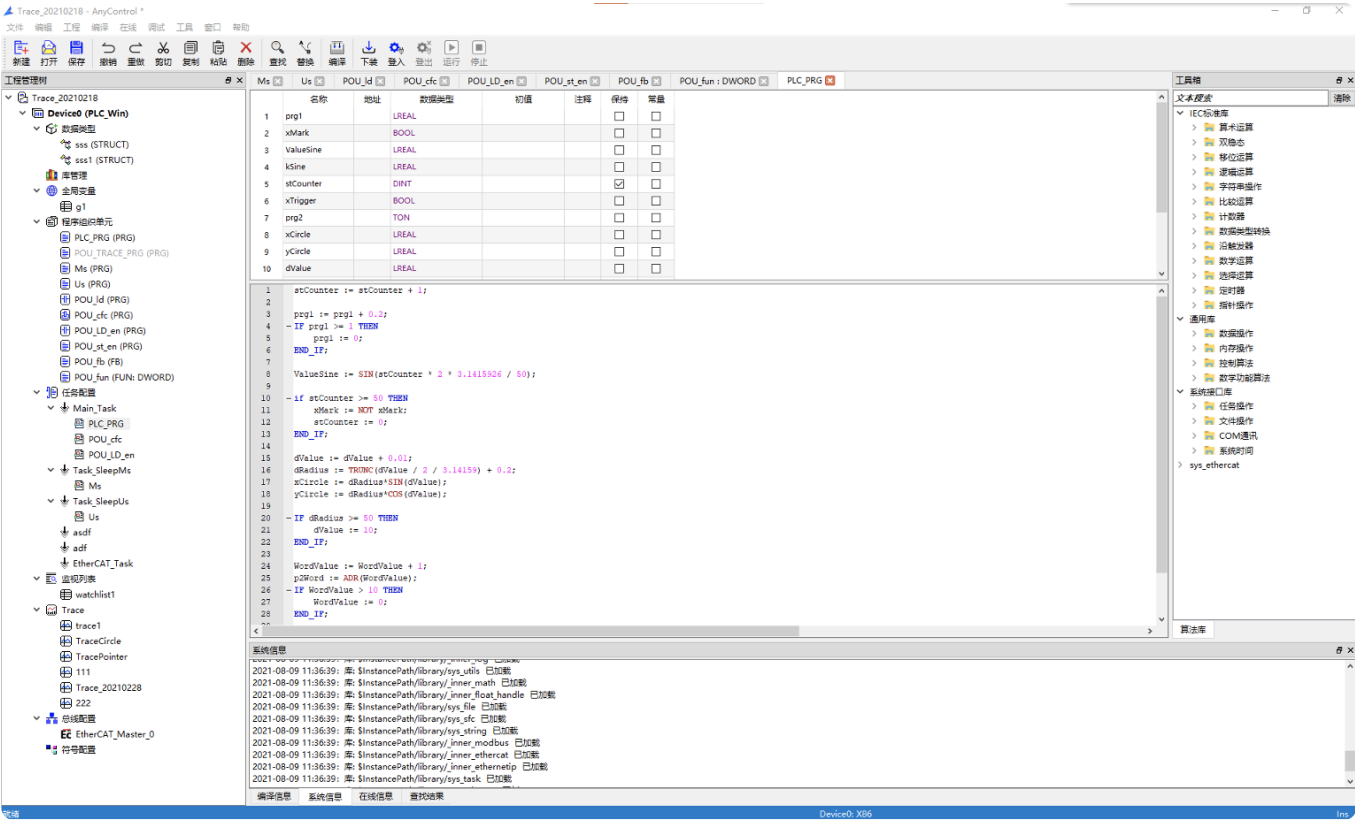 Trace_20210218 - AnyControl *
文件 编辑 工程 编译 在线 调试 工具 窗口 帮助
新建 打开 保存 撤销 重做 剪切 复制 粘贴 删除 查找 替换 编译 下装 登入 登出 运行 停止
工程管理树
Trace_20210218
Device0 (PLC_Win)
数据类型
sss (STRUCT)
sss1 (STRUCT)
库管理
全局变量
g1
程序组织单元
PLC_PRG (PRG)
POU_TRACE_PRG (PRG)
Ms (PRG)
Us (PRG)
POU_ld (PRG)
POU_cfc (PRG)
POU_LD_en (PRG)
POU_st_en (PRG)
POU_fb (FB)
POU_fun (FUN: DWORD)
任务配置
Main_Task
PLC_PRG
POU_cfc
POU_LD_en
Task_SleepMs
Ms
Task_SleepUs
Us
asdf
adf
EtherCAT_Task
监视列表
watchlist1
Trace
trace1
TraceCircle
TracePointer
111
Trace_20210228
222
总线配置
EtherCAT_Master_0
符号配置
Ms Us POU_ld POU_cfc POU_LD_en POU_st_en POU_fb POU_fun : DWORD PLC_PRG
名称 地址 数据类型 初值 注释 保持 常量
1 prg1 LREAL
2 xMark BOOL
3 ValueSine LREAL
4 kSine LREAL
5 stCounter DINT
6 xTrigger BOOL
7 prg2 TON
8 xCircle LREAL
9 yCircle LREAL
10 dValue LREAL
1 stCounter := stCounter + 1;
2
3 prg1 := prg1 + 0.2;
4 IF prg1 >= 1 THEN
5 prg1 := 0;
6 END_IF;
7
8 ValueSine := SIN(stCounter * 2 * 3.1415926 / 50);
9
10 if stCounter >= 50 THEN
11 xMark := NOT xMark;
12 stCounter := 0;
13 END_IF;
14
15 dValue := dValue + 0.01;
16 dRadius := TRUNC(dValue / 2 / 3.14159) + 0.2;
17 xCircle := dRadius*SIN(dValue);
18 yCircle := dRadius*COS(dValue);
19
20 IF dRadius >= 50 THEN
21 dValue := 10;
22 END_IF;
23
24 WordValue := WordValue + 1;
25 p2Word := ADR(WordValue);
26 IF WordValue > 10 THEN
27 WordValue := 0;
28 END_IF;
系统信息
2021-08-09 11:36:39: 库: $InstancePath/library/_inner_log 已加载
2021-08-09 11:36:39: 库: $InstancePath/library/sys_utils 已加载
2021-08-09 11:36:39: 库: $InstancePath/library/_inner_math 已加载
2021-08-09 11:36:39: 库: $InstancePath/library/_inner_float_handle 已加载
2021-08-09 11:36:39: 库: $InstancePath/library/sys_file 已加载
2021-08-09 11:36:39: 库: $InstancePath/library/sys_sfc 已加载
2021-08-09 11:36:39: 库: $InstancePath/library/sys_string 已加载
2021-08-09 11:36:39: 库: $InstancePath/library/_inner_modbus 已加载
2021-08-09 11:36:39: 库: $InstancePath/library/_inner_ethercat 已加载
2021-08-09 11:36:39: 库: $InstancePath/library/_inner_ethernetip 已加载
2021-08-09 11:36:39: 库: $InstancePath/library/sys_task 已加载
编译信息 系统信息 在线信息 查找结果
工具箱
文本搜索 清除
IEC标准库
算术运算
双稳态
移位运算
逻辑运算
字符串操作
比较运算
计数器
数据类型转换
沿触发器
数学运算
选择运算
定时器
指针操作
通用库
数据操作
内存操作
控制算法
数学功能算法
系统接口库
任务操作
文件操作
COM通讯
系统时间
sys_ethercat
算法库
就绪 Device0: X86 Ins